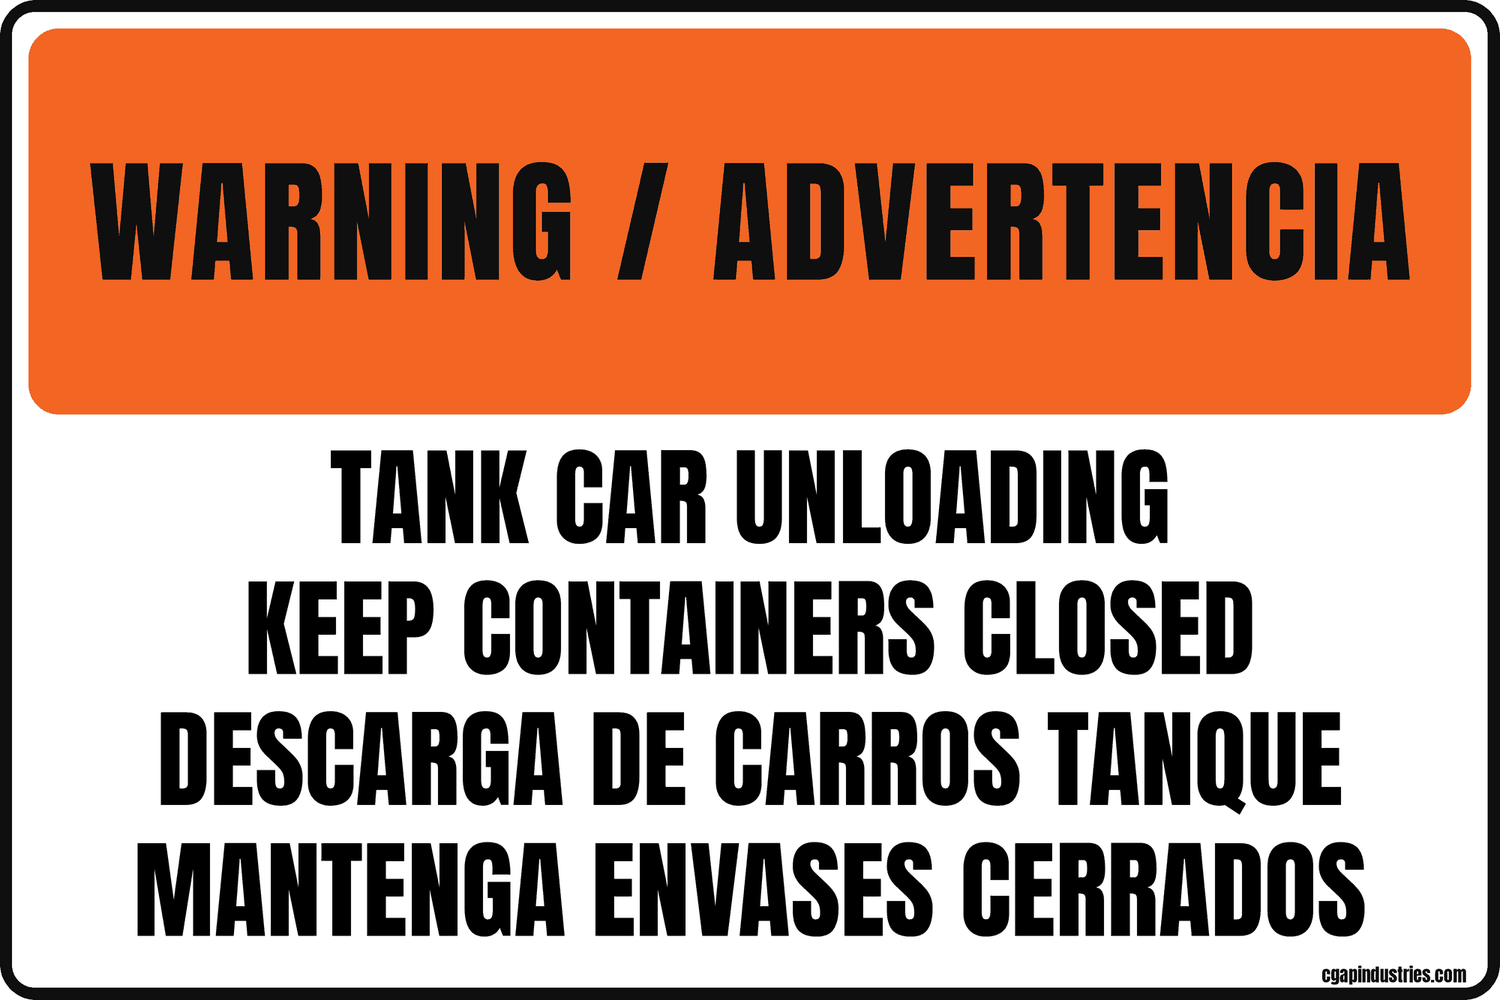 WARNING / ADVERTENCIA
TANK CAR UNLOADING
KEEP CONTAINERS CLOSED
DESCARGA DE CARROS TANQUE
MANTENGA ENVASES CERRADOS
cgapindustries.com